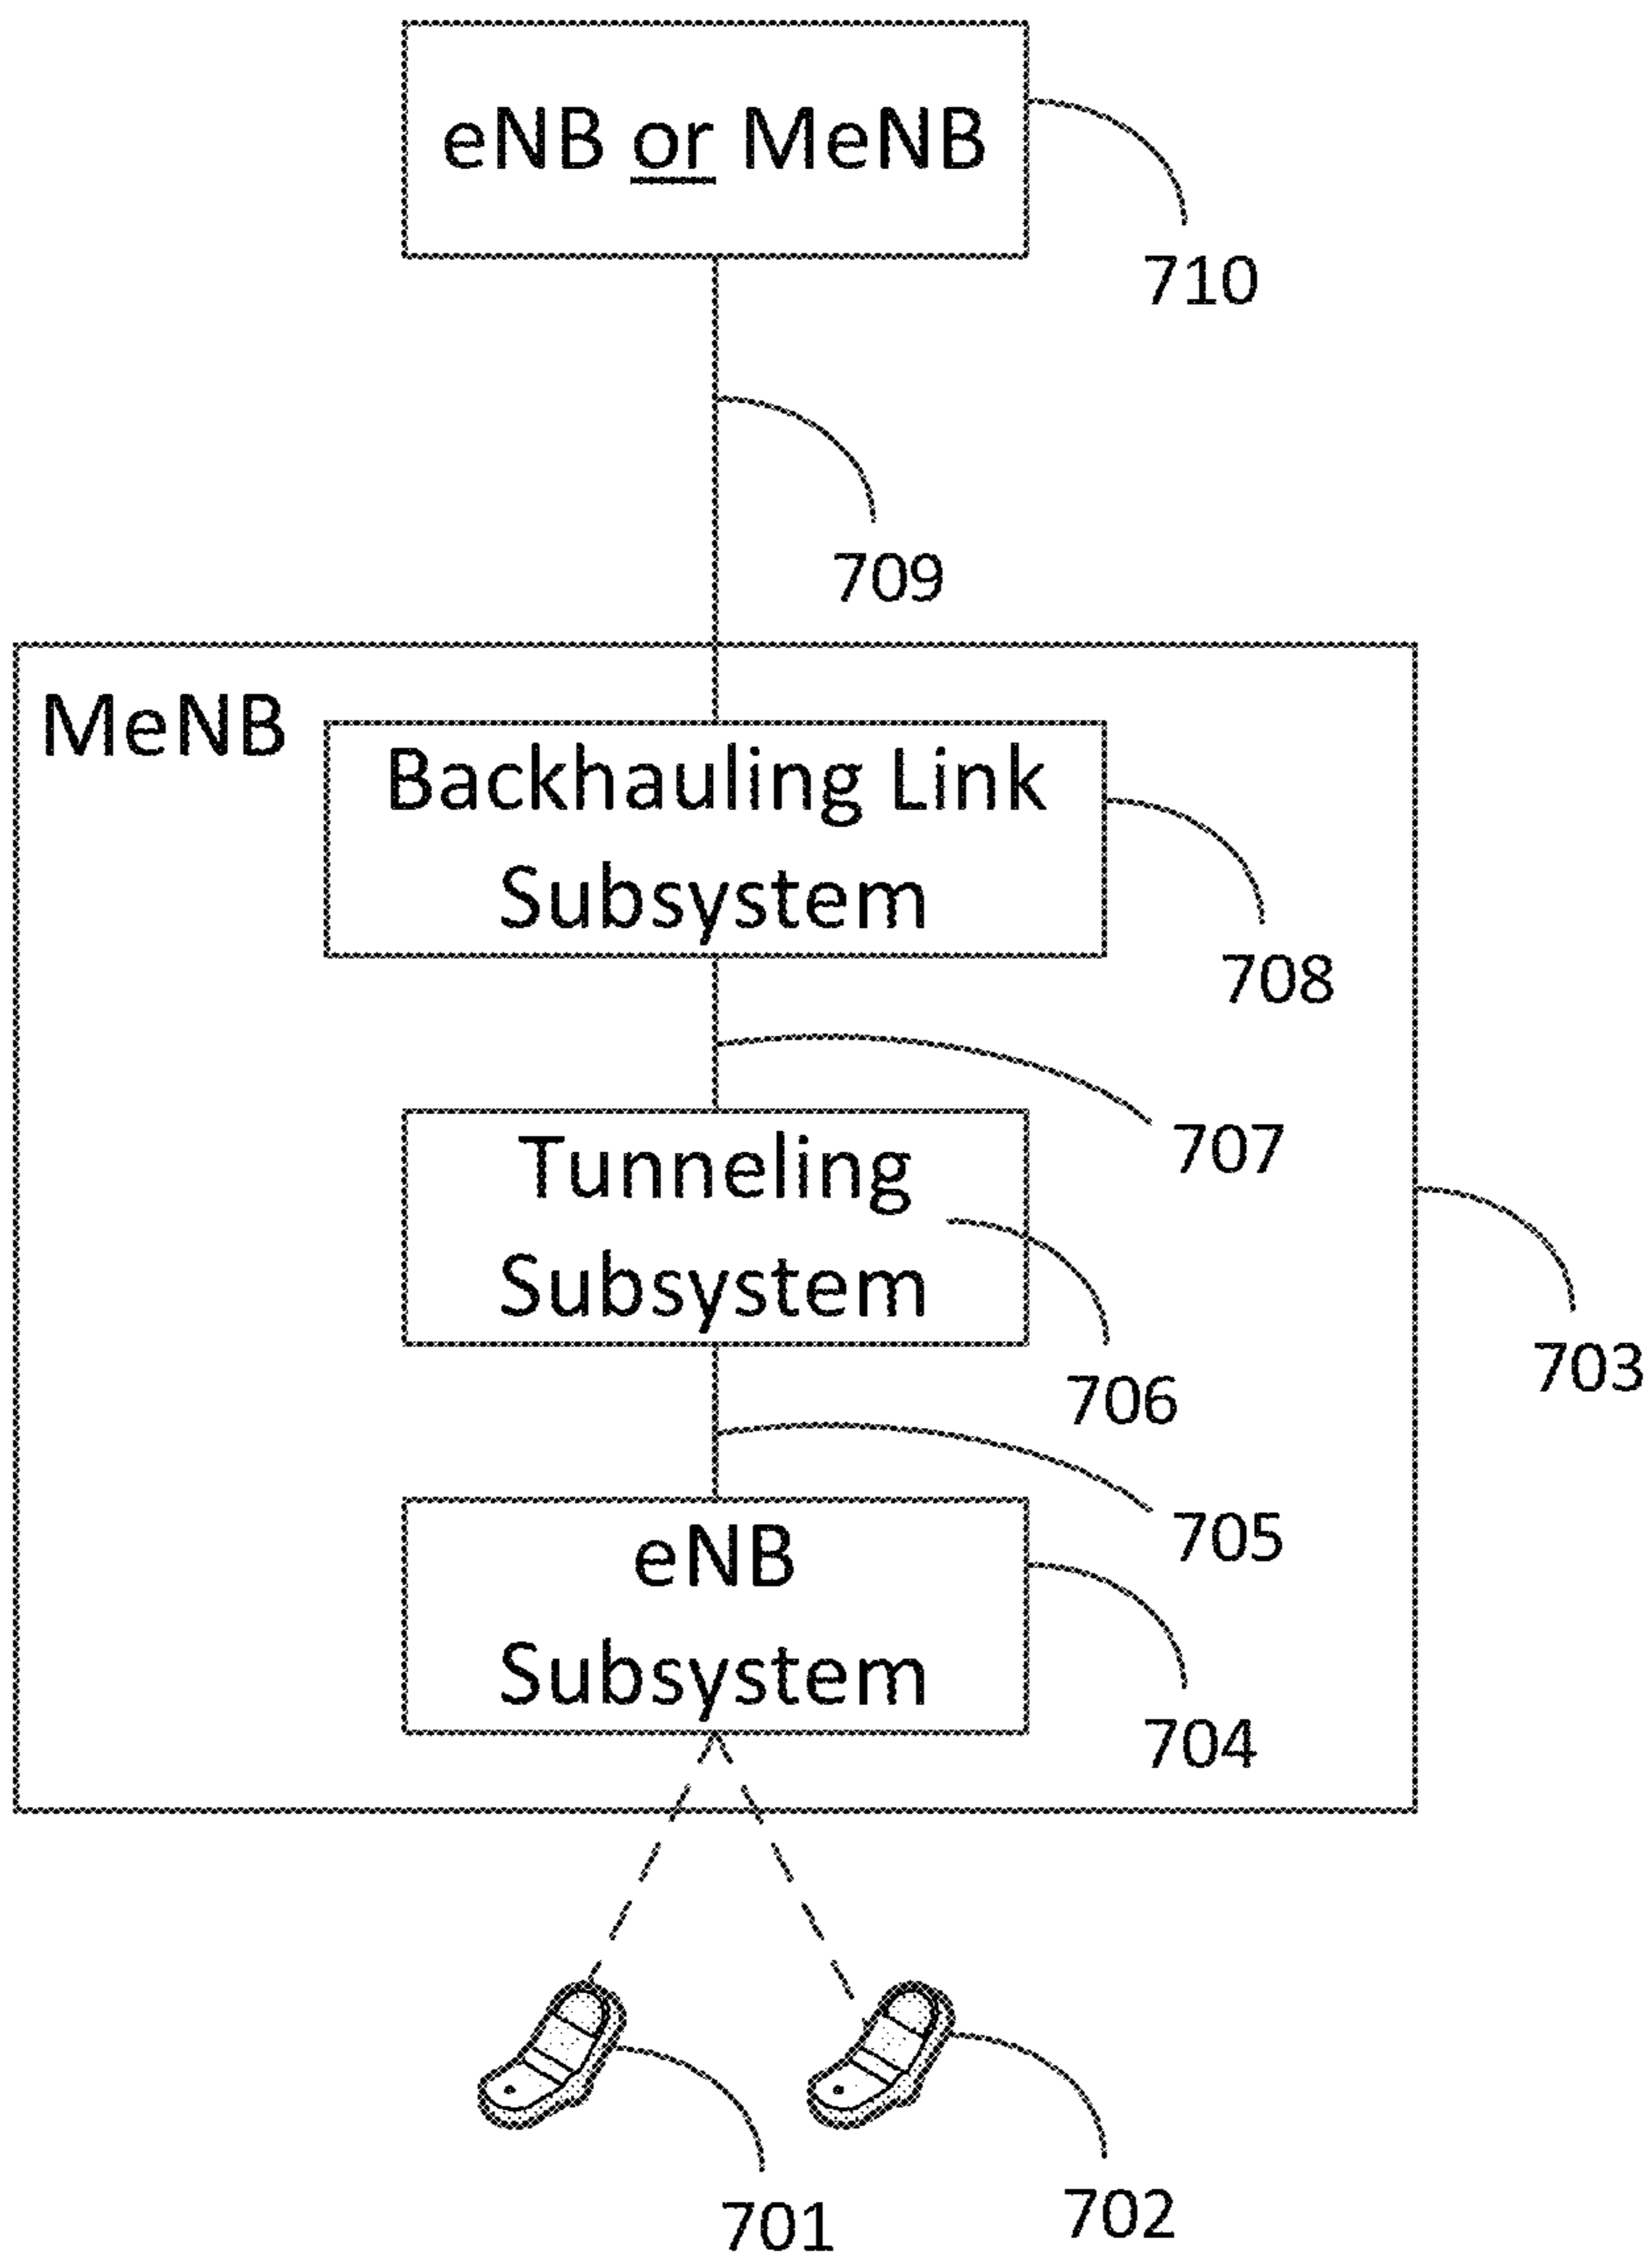 eNB or MeNB
710
709
MeNB
Backhauling Link
Subsystem
708
707
Tunneling
Subsystem
706
703
705
eNB
Subsystem
704
701
702